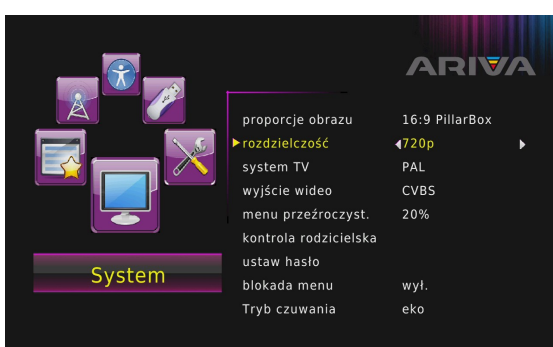 ARIVA
proporcje obrazu 16:9 PillarBox
rozdzielczość 720p
system TV PAL
wyjście wideo CVBS
menu przeźroczyst. 20%
kontrola rodzicielska
ustaw hasło
blokada menu wył.
Tryb czuwania eko
System